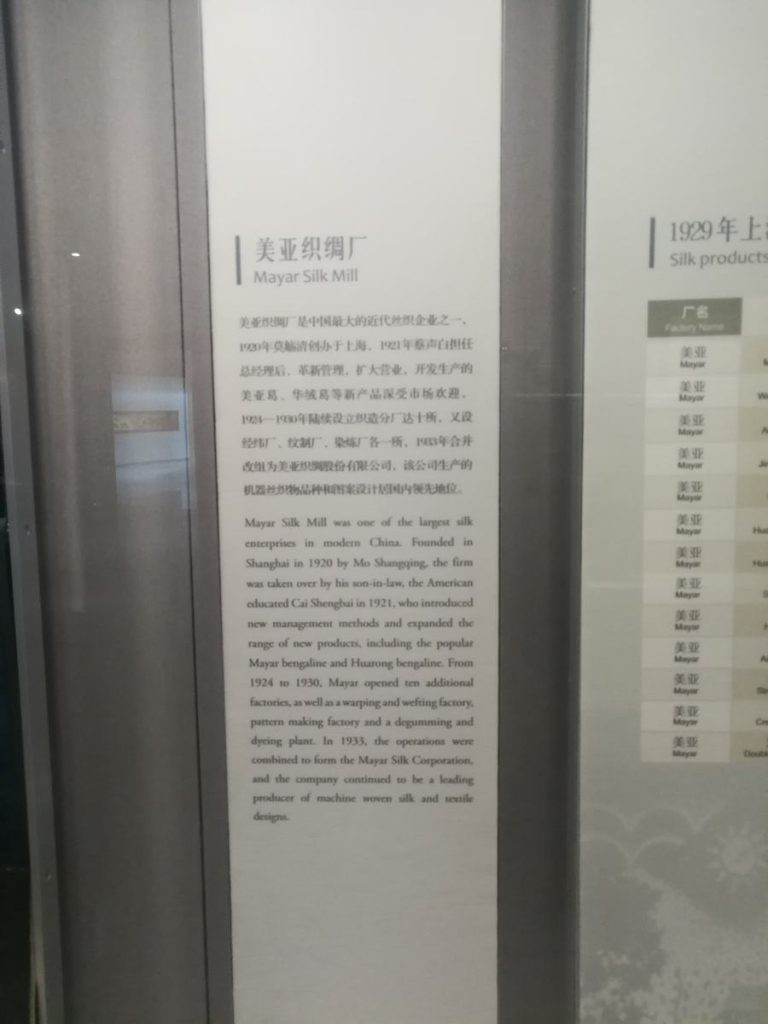 美亚织绸厂
Mayar Silk Mill
美亚织绸厂是中国最大的近代丝织企业之一,
1920年莫觞清创办于上海,1921年蔡声白担任
总经理后,革新管理,扩大营业,开发生产的
美亚葛、华绒葛等新产品深受市场欢迎。
1924—1930年陆续设立织造分厂达十所,又设
经纬厂、纹制厂、染炼厂各一所,1933年合并
改组为美亚织绸股份有限公司,该公司生产的
机器丝织物品种和图案设计居国内领先地位。
Mayar Silk Mill was one of the largest silk
enterprises in modern China. Founded in
Shanghai in 1920 by Mo Shangqing, the firm
was taken over by his son-in-law, the American
educated Cai Shengbai in 1921, who introduced
new management methods and expanded the
range of new products, including the popular
Mayar bengaline and Huarong bengaline. From
1924 to 1930, Mayar opened ten additional
factories, as well as a warping and wefting factory,
pattern making factory and a degumming and
dyeing plant. In 1933, the operations were
combined to form the Mayar Silk Corporation,
and the company continued to be a leading
producer of machine woven silk and textile
designs.
1929年上
Silk products
厂名
Factory Name
美亚
Mayar
美亚
Mayar
美亚
Mayar
美亚
Mayar
美亚
Mayar
美亚
Mayar
美亚
Mayar
美亚
Mayar
美亚
Mayar
美亚
Mayar
美亚
Mayar
美亚
Mayar
美亚
Mayar